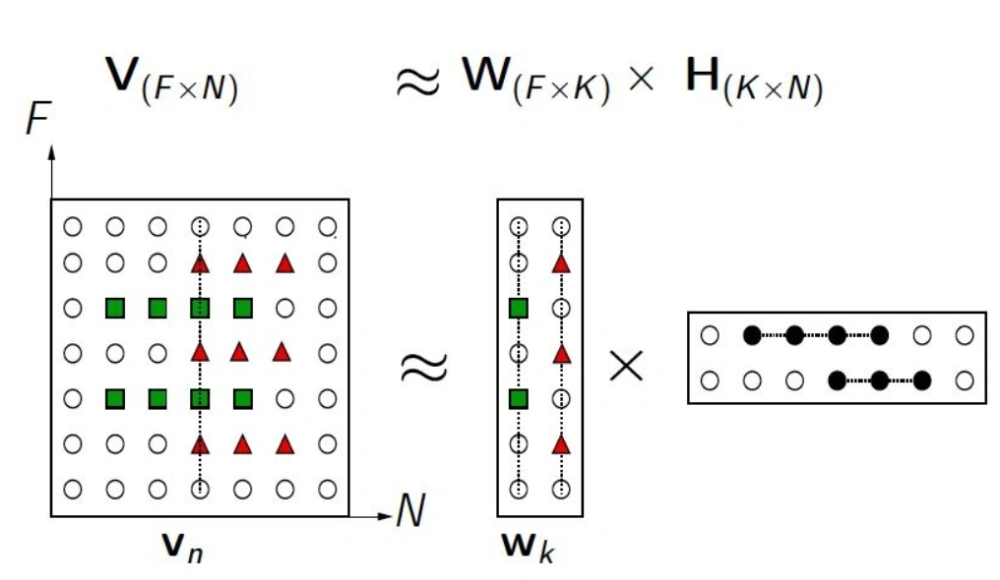 V(F×N) ≈ W(F×K) × H(K×N)
F
≈ ×
N
vn wk